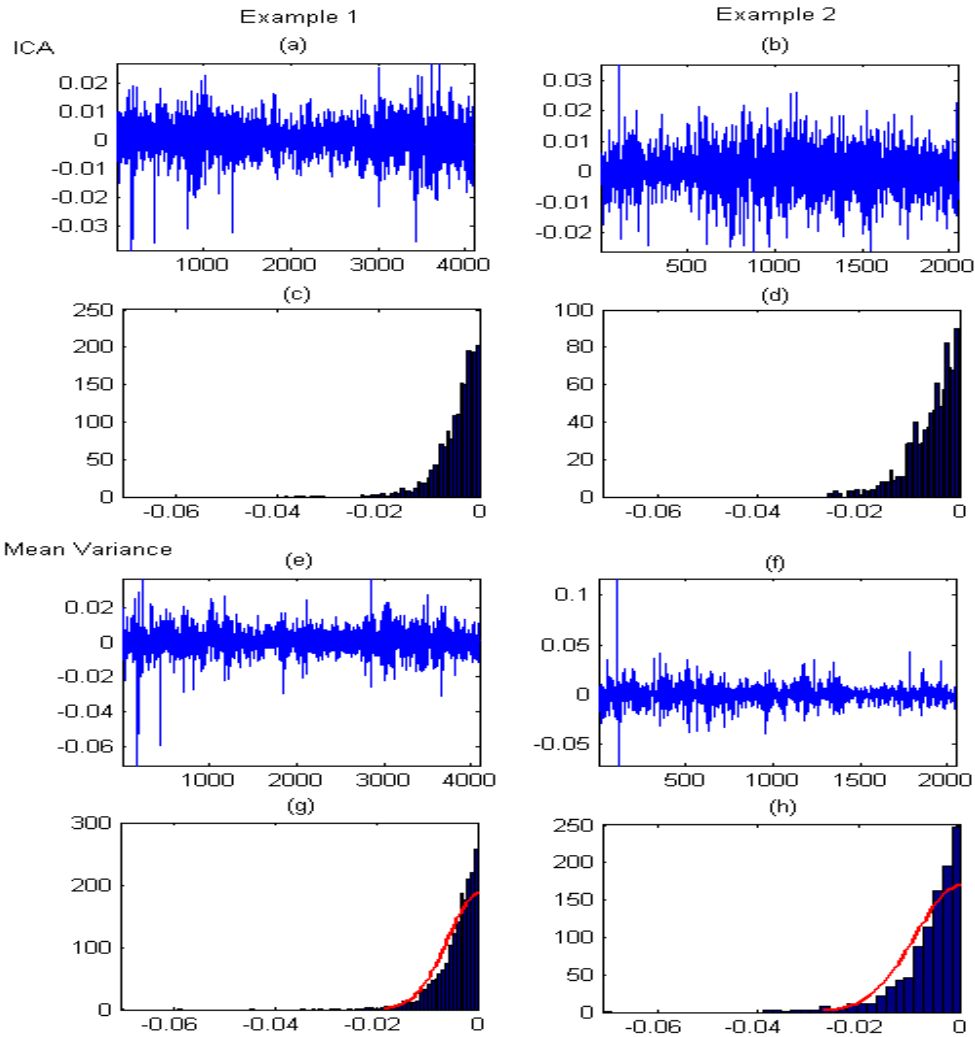 Example 1
Example 2
ICA
(a)
(b)
0.02
0.01
0
-0.01
-0.02
-0.03
1000 2000 3000 4000
0.03
0.02
0.01
0
-0.01
-0.02
500 1000 1500 2000
(c)
(d)
250
200
150
100
50
0
-0.06 -0.04 -0.02 0
100
80
60
40
20
0
-0.06 -0.04 -0.02 0
Mean Variance
(e)
(f)
0.02
0
-0.02
-0.04
-0.06
1000 2000 3000 4000
0.1
0.05
0
-0.05
500 1000 1500 2000
(g)
(h)
300
200
100
0
-0.06 -0.04 -0.02 0
250
200
150
100
50
0
-0.06 -0.04 -0.02 0